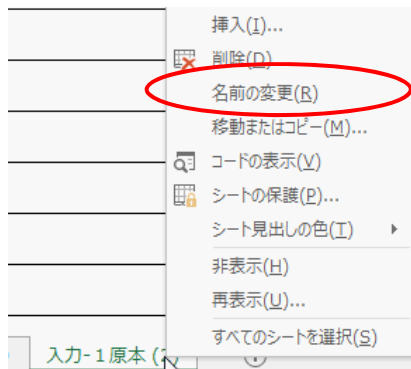 挿入(I)...
削除(D)
名前の変更(R)
移動またはコピー(M)...
コードの表示(V)
シートの保護(P)...
シート見出しの色(T)
非表示(H)
再表示(U)...
すべてのシートを選択(S)
入力-1原本 (2)